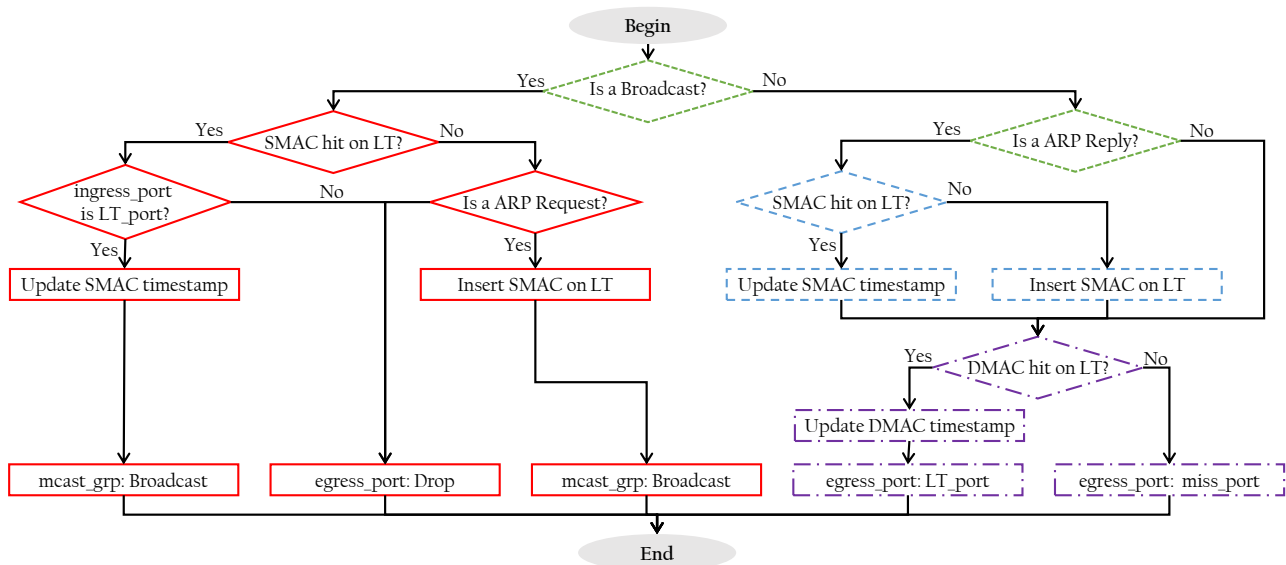 Begin
Is a Broadcast?
Yes
No
SMAC hit on LT?
Yes
No
Is a ARP Reply?
Yes
No
ingress_port
is LT_port?
No
Is a ARP Request?
SMAC hit on LT?
No
Yes
Yes
Yes
Update SMAC timestamp
Insert SMAC on LT
Update SMAC timestamp
Insert SMAC on LT
Yes
DMAC hit on LT?
No
Update DMAC timestamp
mcast_grp: Broadcast
egress_port: Drop
mcast_grp: Broadcast
egress_port: LT_port
egress_port: miss_port
End